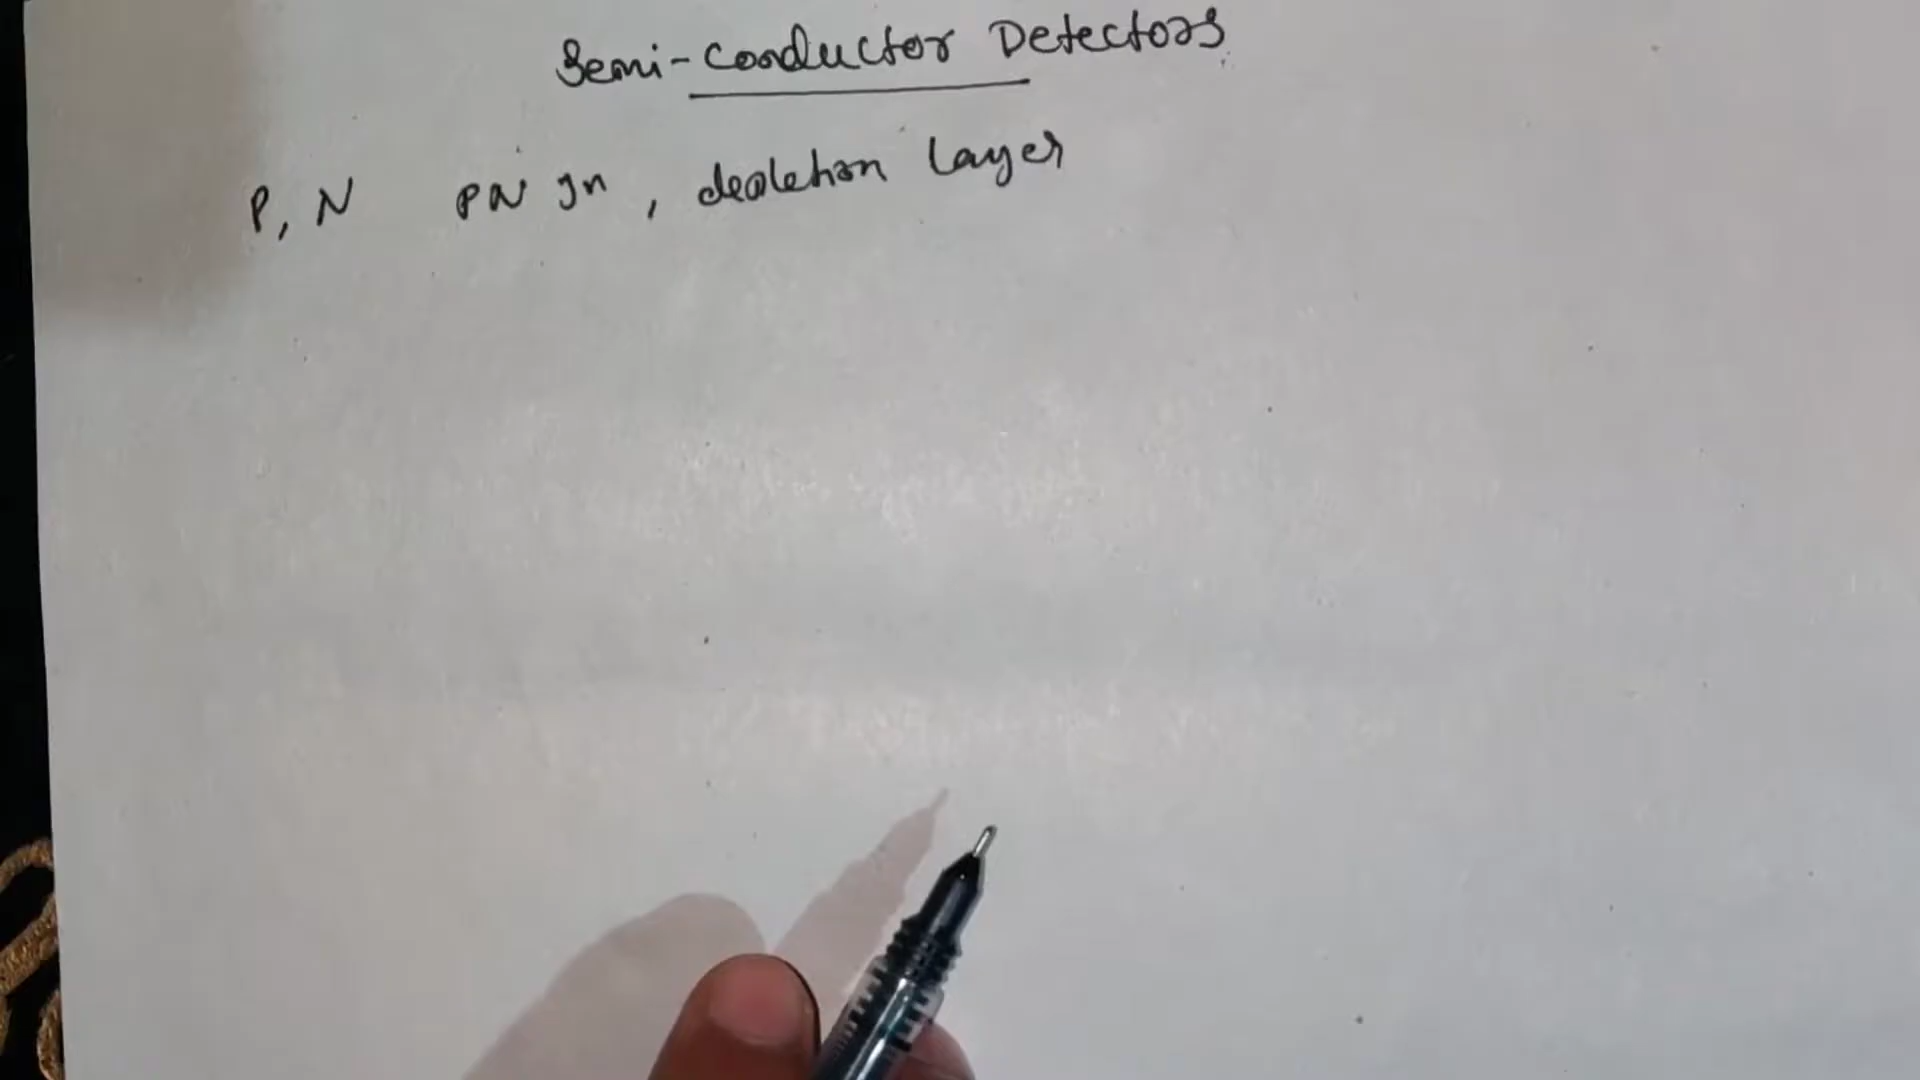 Semi-Conductor Detectors
P, N PN Jn, depletion layer